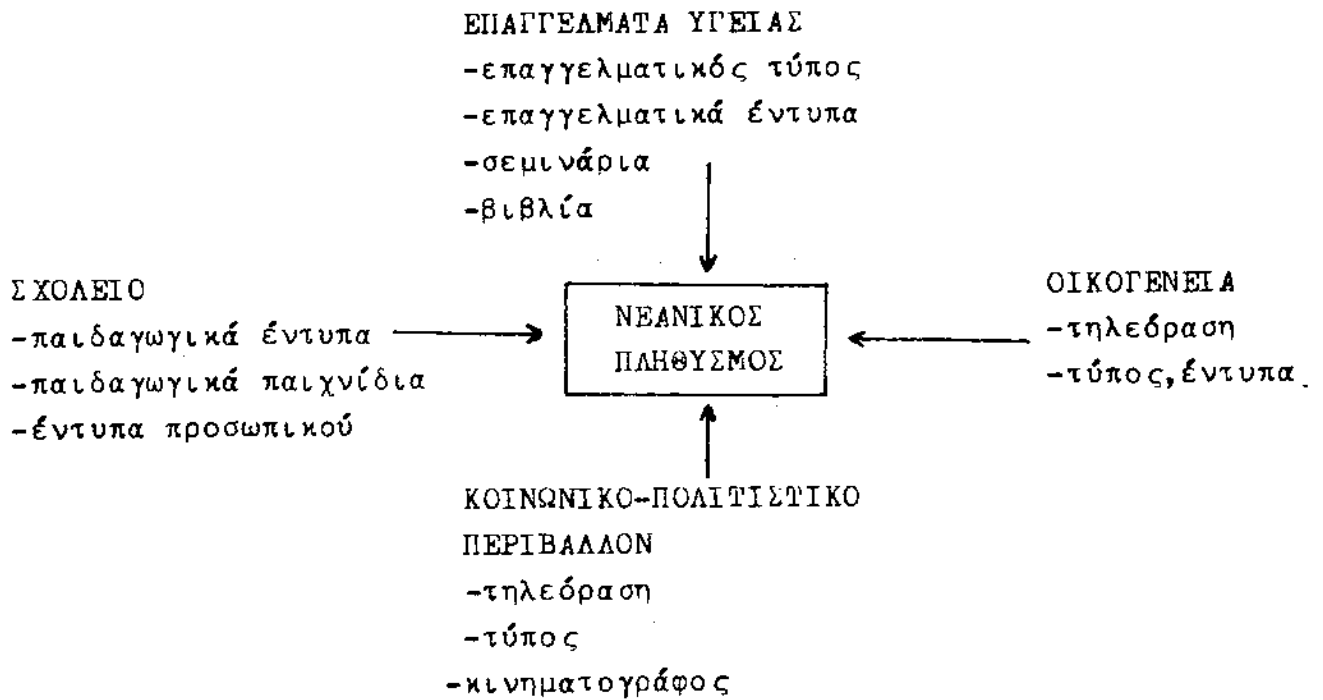 ΕΠΑΓΓΕΛΜΑΤΑ ΥΓΕΙΑΣ
-επαγγελματικός τύπος
-επαγγελματικά έντυπα
-σεμινάρια
-βιβλία
ΣΧΟΛΕΙΟ
-παιδαγωγικά έντυπα
-παιδαγωγικά παιχνίδια
-έντυπα προσωπικού
ΝΕΑΝΙΚΟΣ
ΠΛΗΘΥΣΜΟΣ
ΟΙΚΟΓΕΝΕΙΑ
-τηλεόραση
-τύπος,έντυπα
ΚΟΙΝΩΝΙΚΟ-ΠΟΛΙΤΙΣΤΙΚΟ
ΠΕΡΙΒΑΛΛΟΝ
-τηλεόραση
-τύπος
-κινηματογράφος